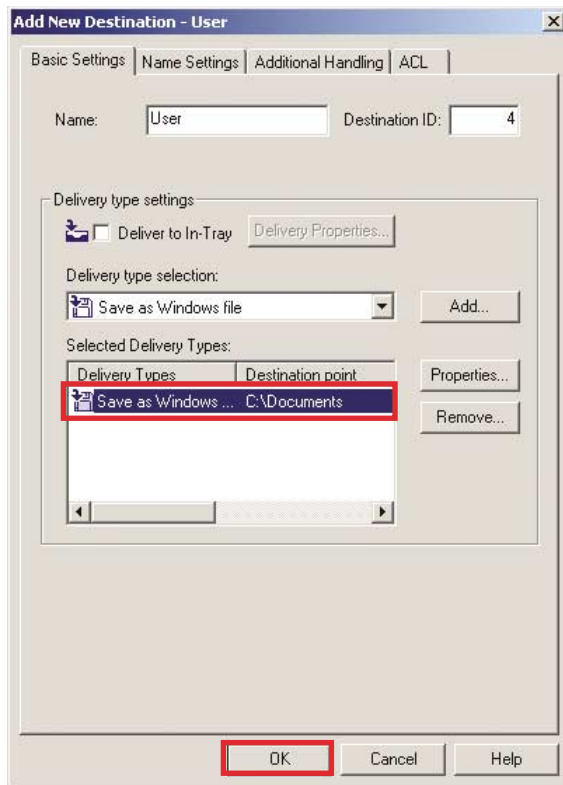 Add New Destination - User
Basic Settings Name Settings Additional Handling ACL
Name: User Destination ID: 4
Delivery type settings
Deliver to In-Tray Delivery Properties...
Delivery type selection:
Save as Windows file Add...
Selected Delivery Types:
Delivery Types Destination point Properties...
Save as Windows ... C:\Documents
Remove...
OK Cancel Help